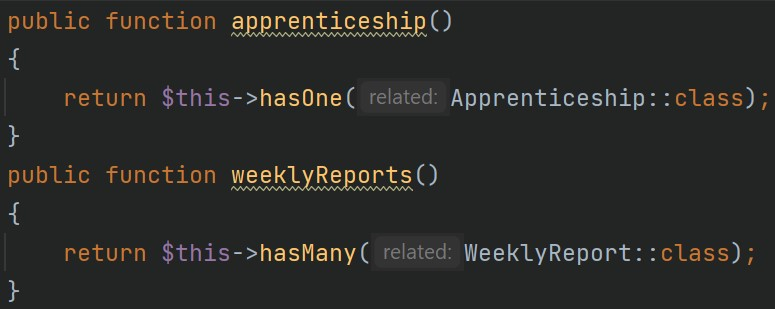 public function apprenticeship()
{
    return $this->hasOne( related: Apprenticeship::class);
}
public function weeklyReports()
{
    return $this->hasMany( related: WeeklyReport::class);
}